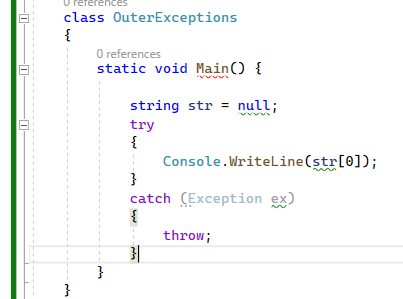 0 references
class OuterExceptions
{
0 references
static void Main() {
string str = null;
try
{
Console.WriteLine(str[0]);
}
catch (Exception ex)
{
throw;
}
}
}